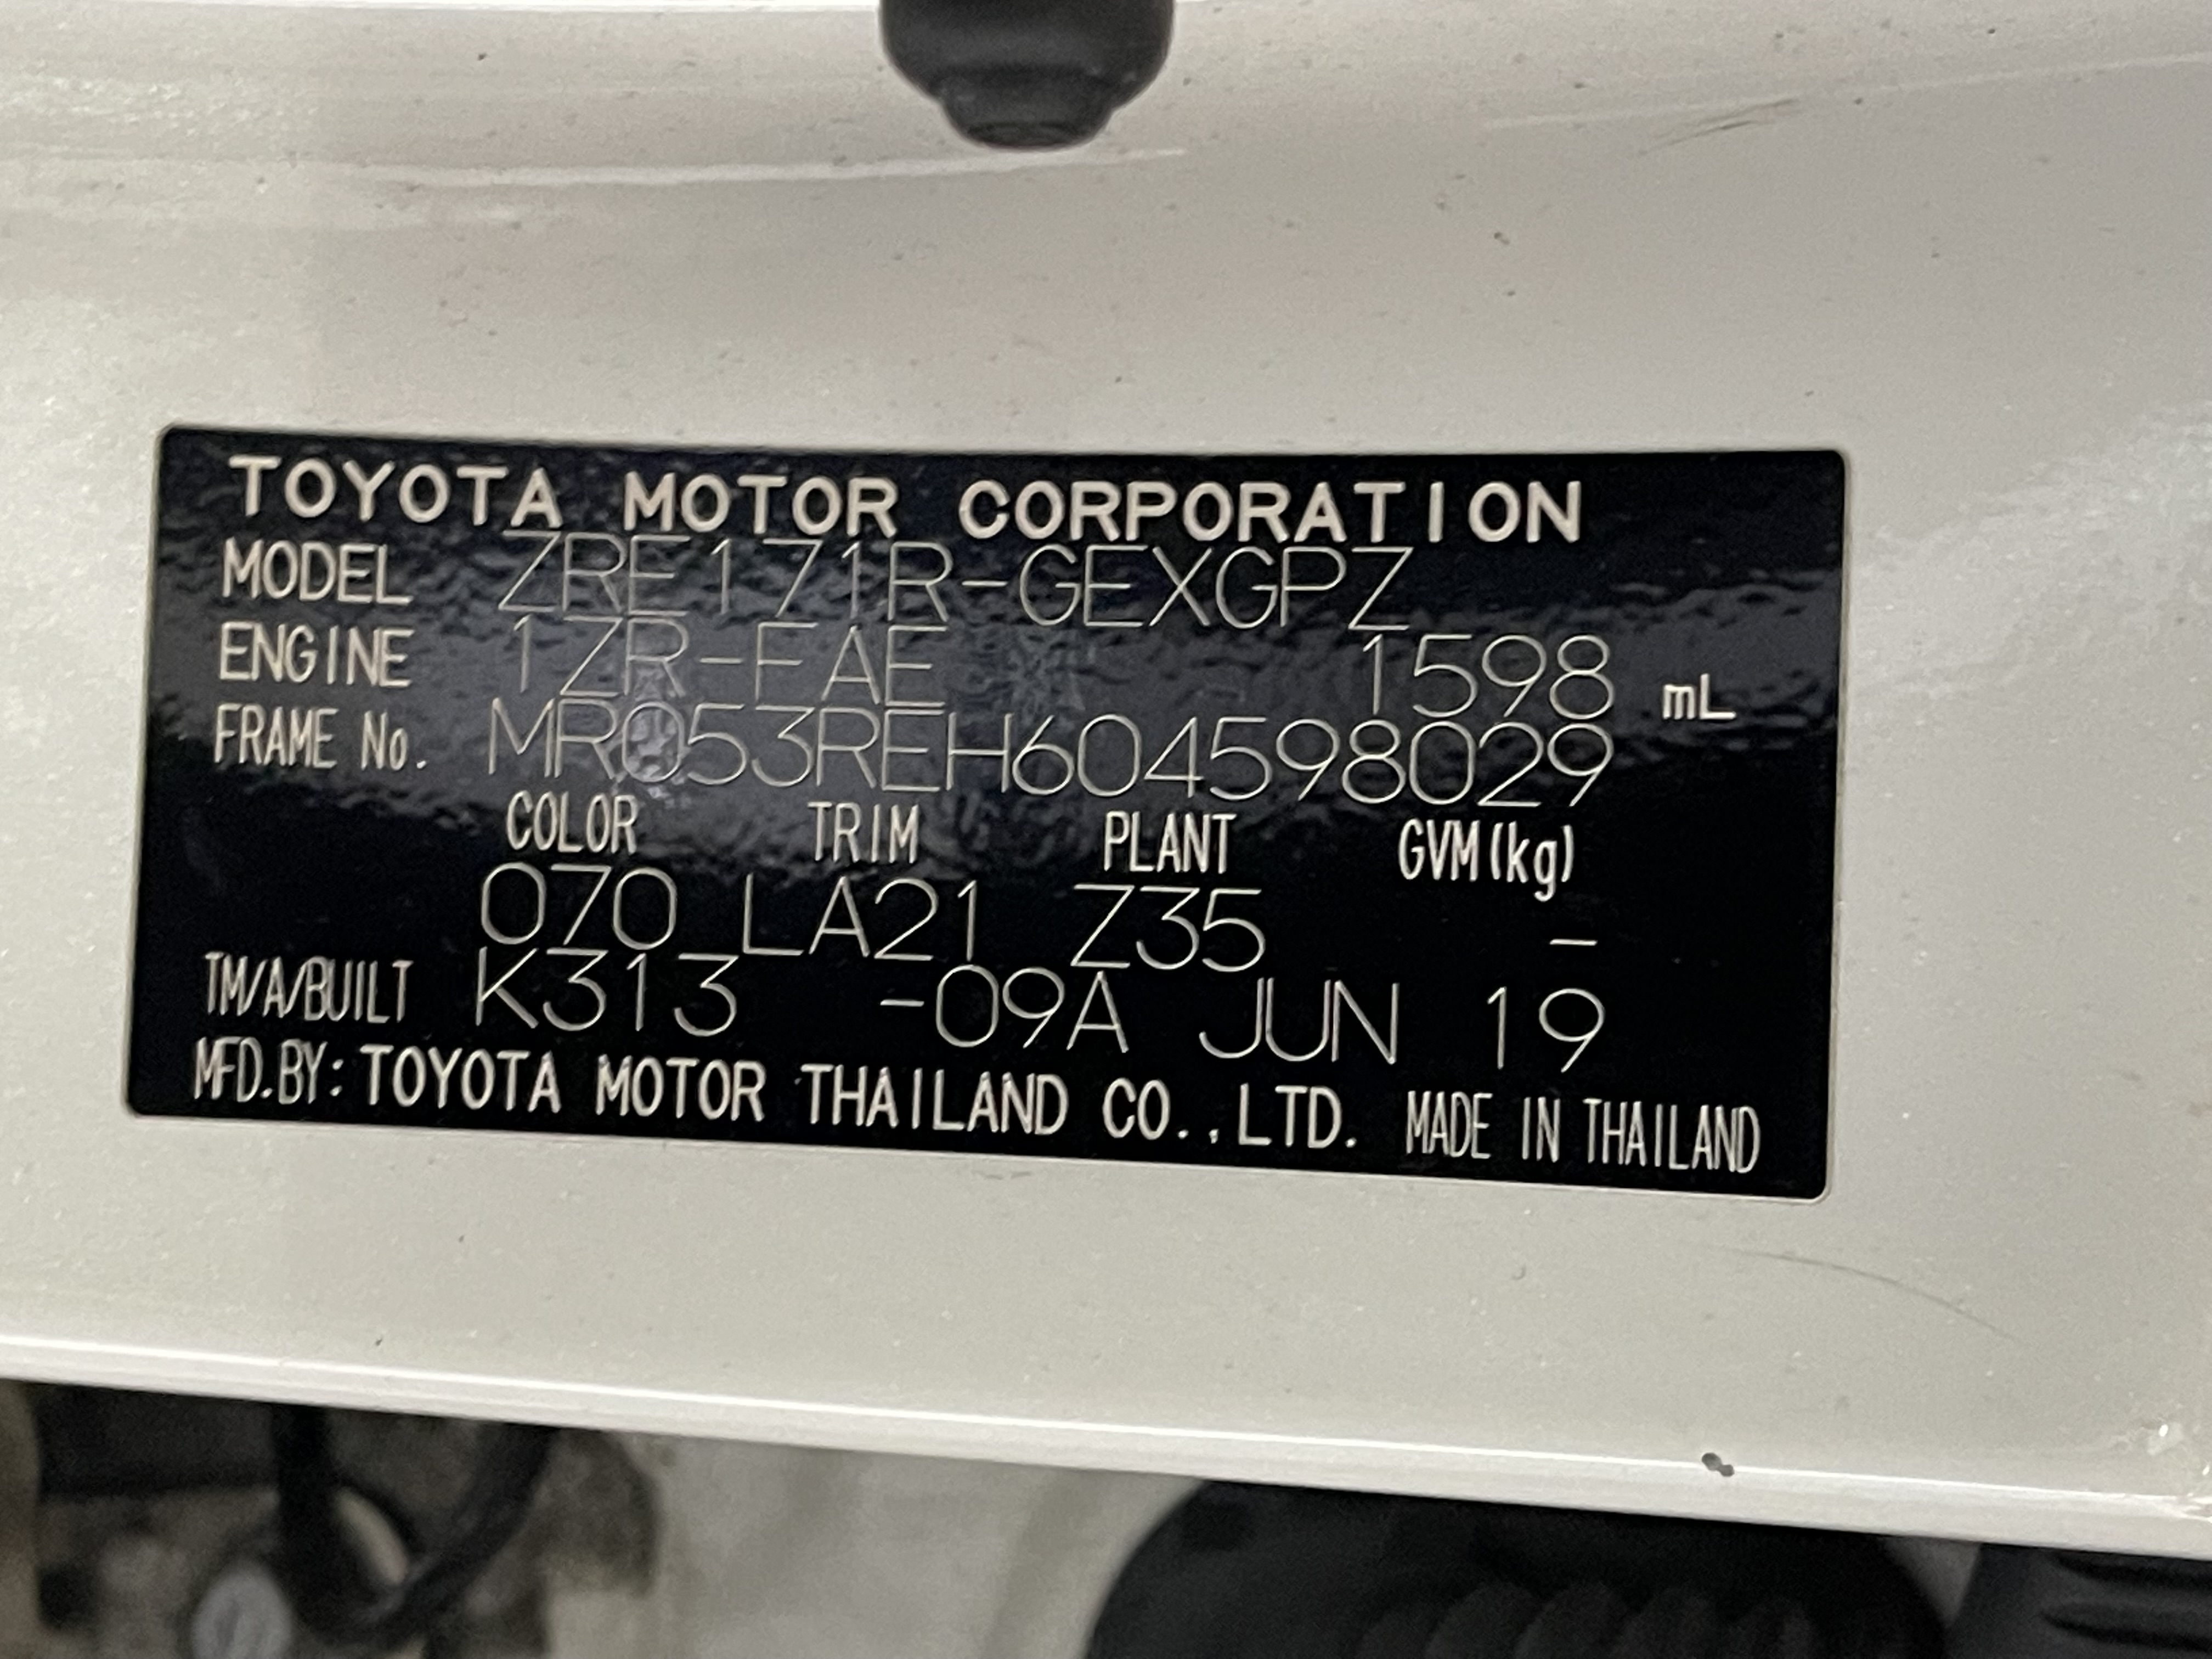 TOYOTA MOTOR CORPORATION
MODEL ZRE171R-GEXGPZ
ENGINE 1ZR-FAE 1598 mL
FRAME No. MR053REH604598029
COLOR TRIM PLANT GVM(kg)
070 LA21 Z35 -
TM/A/BUILT K313 -09A JUN 19
MFD.BY: TOYOTA MOTOR THAILAND CO.,LTD. MADE IN THAILAND